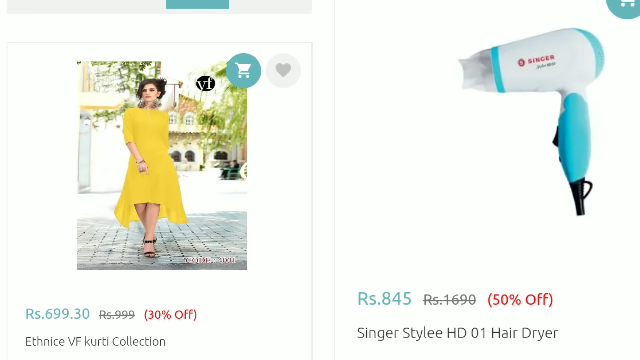 vf
Rs.699.30 Rs.999 (30% Off)
Ethnice VF kurti Collection
SINGER
Rs.845 Rs.1690 (50% Off)
Singer Stylee HD 01 Hair Dryer